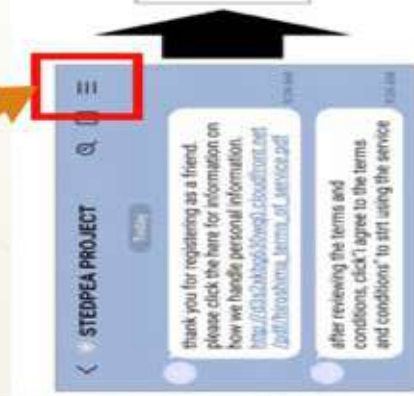 STEDPEA PROJECT
Today
thank you for registering as a friend.
please click the here for information on
how we handle personal information.
after reviewing the terms and
conditions, click"I agree to the terms
and conditions" to strt using the service